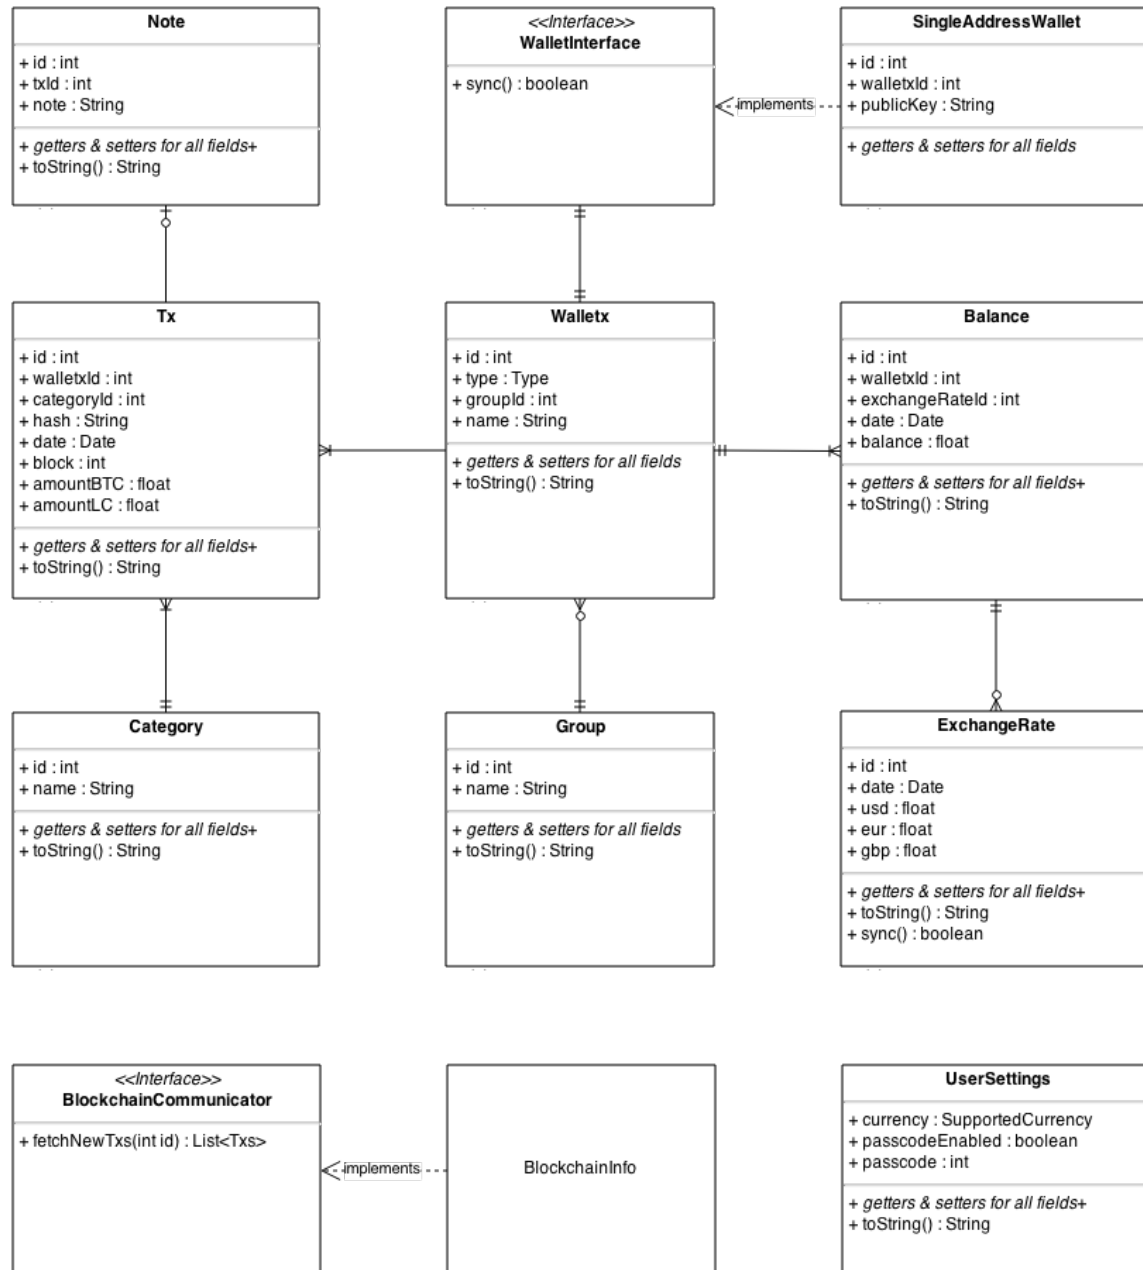 Note
+ id : int
+ txId : int
+ note : String
+ getters & setters for all fields+
+ toString() : String
<<Interface>>
WalletInterface
+ sync() : boolean
implements
SingleAddressWallet
+ id : int
+ walletxId : int
+ publicKey : String
+ getters & setters for all fields
Tx
+ id : int
+ walletxId : int
+ categoryId : int
+ hash : String
+ date : Date
+ block : int
+ amountBTC : float
+ amountLC : float
+ getters & setters for all fields+
+ toString() : String
Walletx
+ id : int
+ type : Type
+ groupId : int
+ name : String
+ getters & setters for all fields
+ toString() : String
Balance
+ id : int
+ walletxId : int
+ exchangeRateId : int
+ date : Date
+ balance : float
+ getters & setters for all fields+
+ toString() : String
Category
+ id : int
+ name : String
+ getters & setters for all fields+
+ toString() : String
Group
+ id : int
+ name : String
+ getters & setters for all fields
+ toString() : String
ExchangeRate
+ id : int
+ date : Date
+ usd : float
+ eur : float
+ gbp : float
+ getters & setters for all fields+
+ toString() : String
+ sync() : boolean
<<Interface>>
BlockchainCommunicator
+ fetchNewTxs(int id) : List<Txs>
implements
BlockchainInfo
UserSettings
+ currency : SupportedCurrency
+ passcodeEnabled : boolean
+ passcode : int
+ getters & setters for all fields+
+ toString() : String